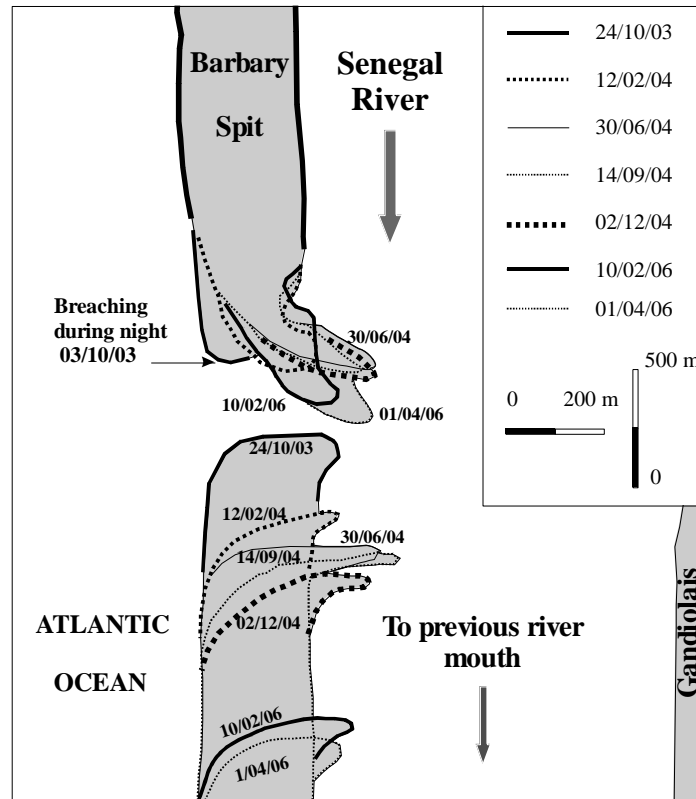 Barbary
Spit
Senegal
River
24/10/03
12/02/04
30/06/04
14/09/04
02/12/04
10/02/06
01/04/06
500 m
0
0 200 m
Breaching
during night
03/10/03
30/06/04
10/02/06
01/04/06
24/10/03
12/02/04
30/06/04
14/09/04
02/12/04
ATLANTIC
OCEAN
To previous river
mouth
Gandiolais
10/02/06
1/04/06